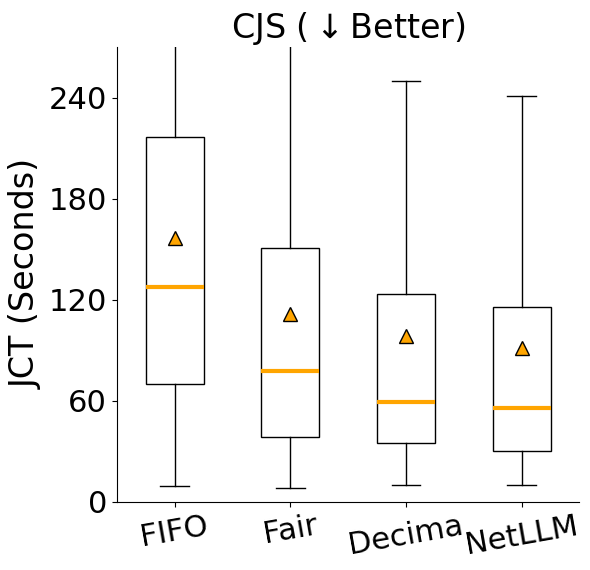 CJS ( ↓ Better)
JCT (Seconds)
240
180
120
60
0
FIFO
Fair
Decima
NetLLM